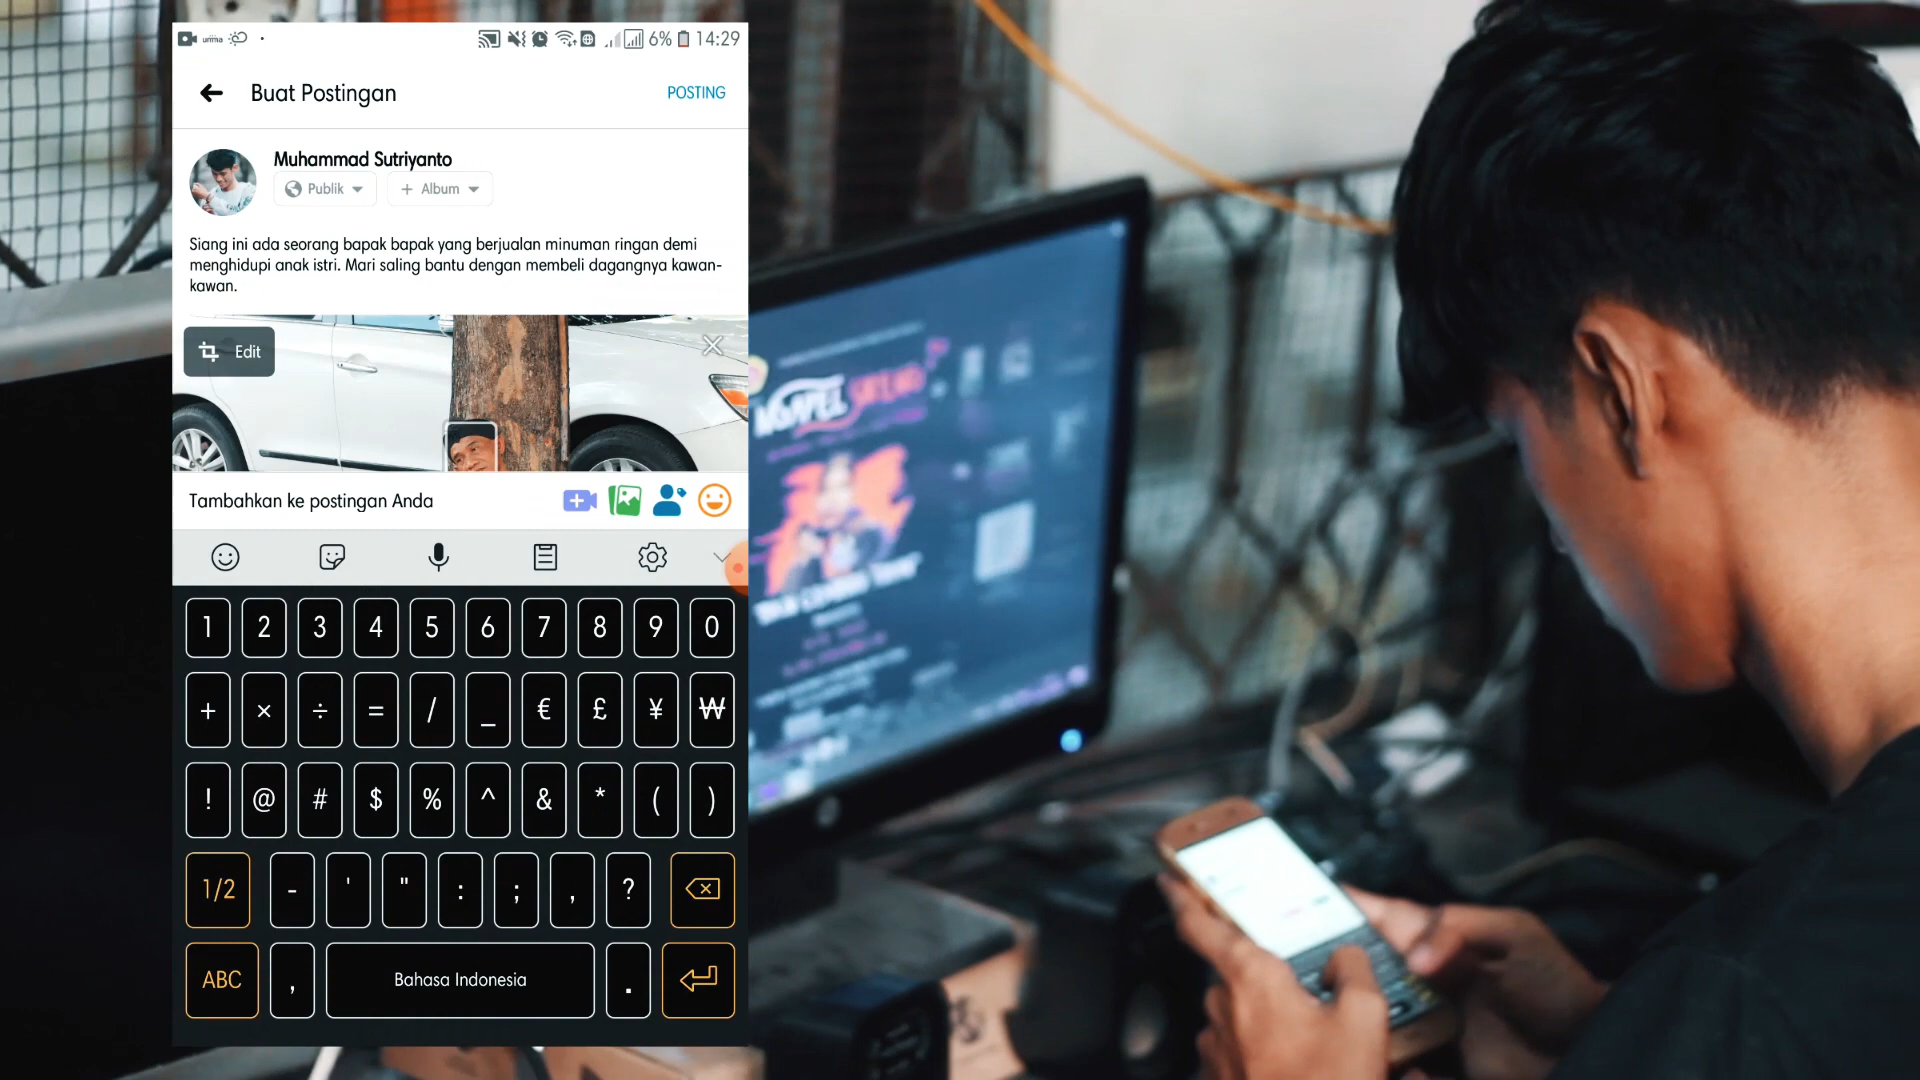 6% 14:29
Buat Postingan
POSTING
Muhammad Sutriyanto
Publik
+ Album
Siang ini ada seorang bapak bapak yang berjualan minuman ringan demi
menghidupi anak istri. Mari saling bantu dengan membeli dagangnya kawan-
kawan.
Edit
Tambahkan ke postingan Anda
1 2 3 4 5 6 7 8 9 0
+ × ÷ = / _ € £ ¥ ₩
! @ # $ % ^ & * ( )
1/2 - ' " : ; , ?
ABC , Bahasa Indonesia .